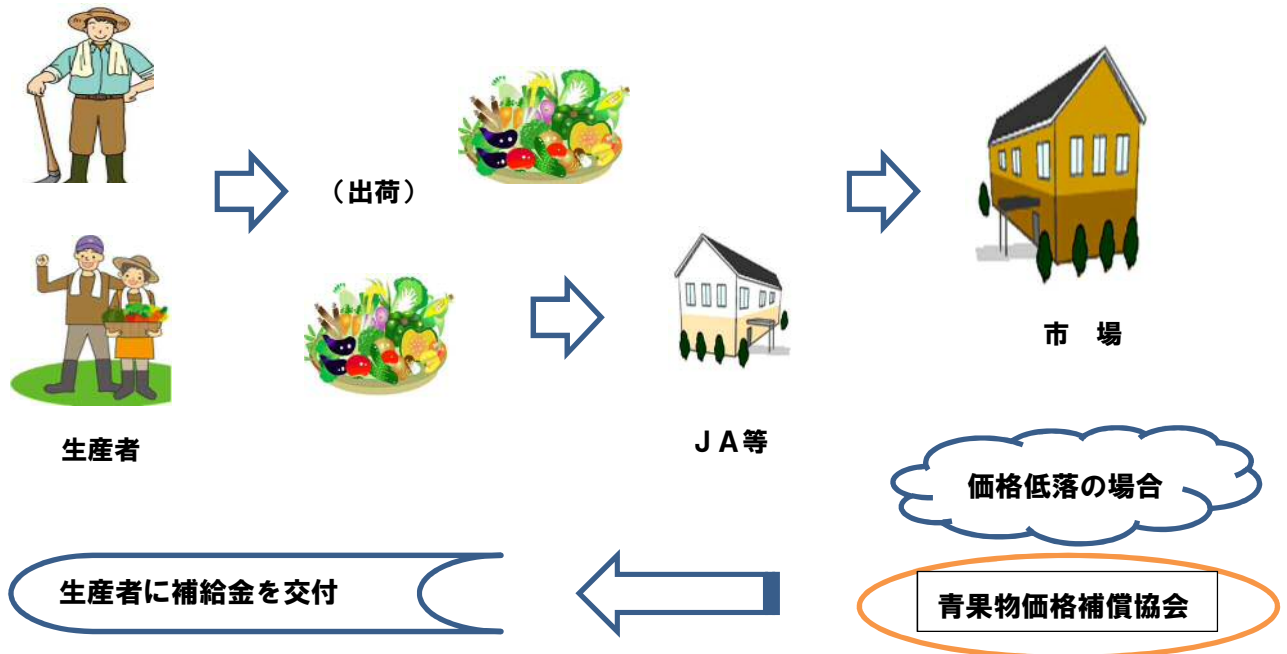 （出荷）
市　場
ＪＡ等
生産者
価格低落の場合
生産者に補給金を交付
青果物価格補償協会